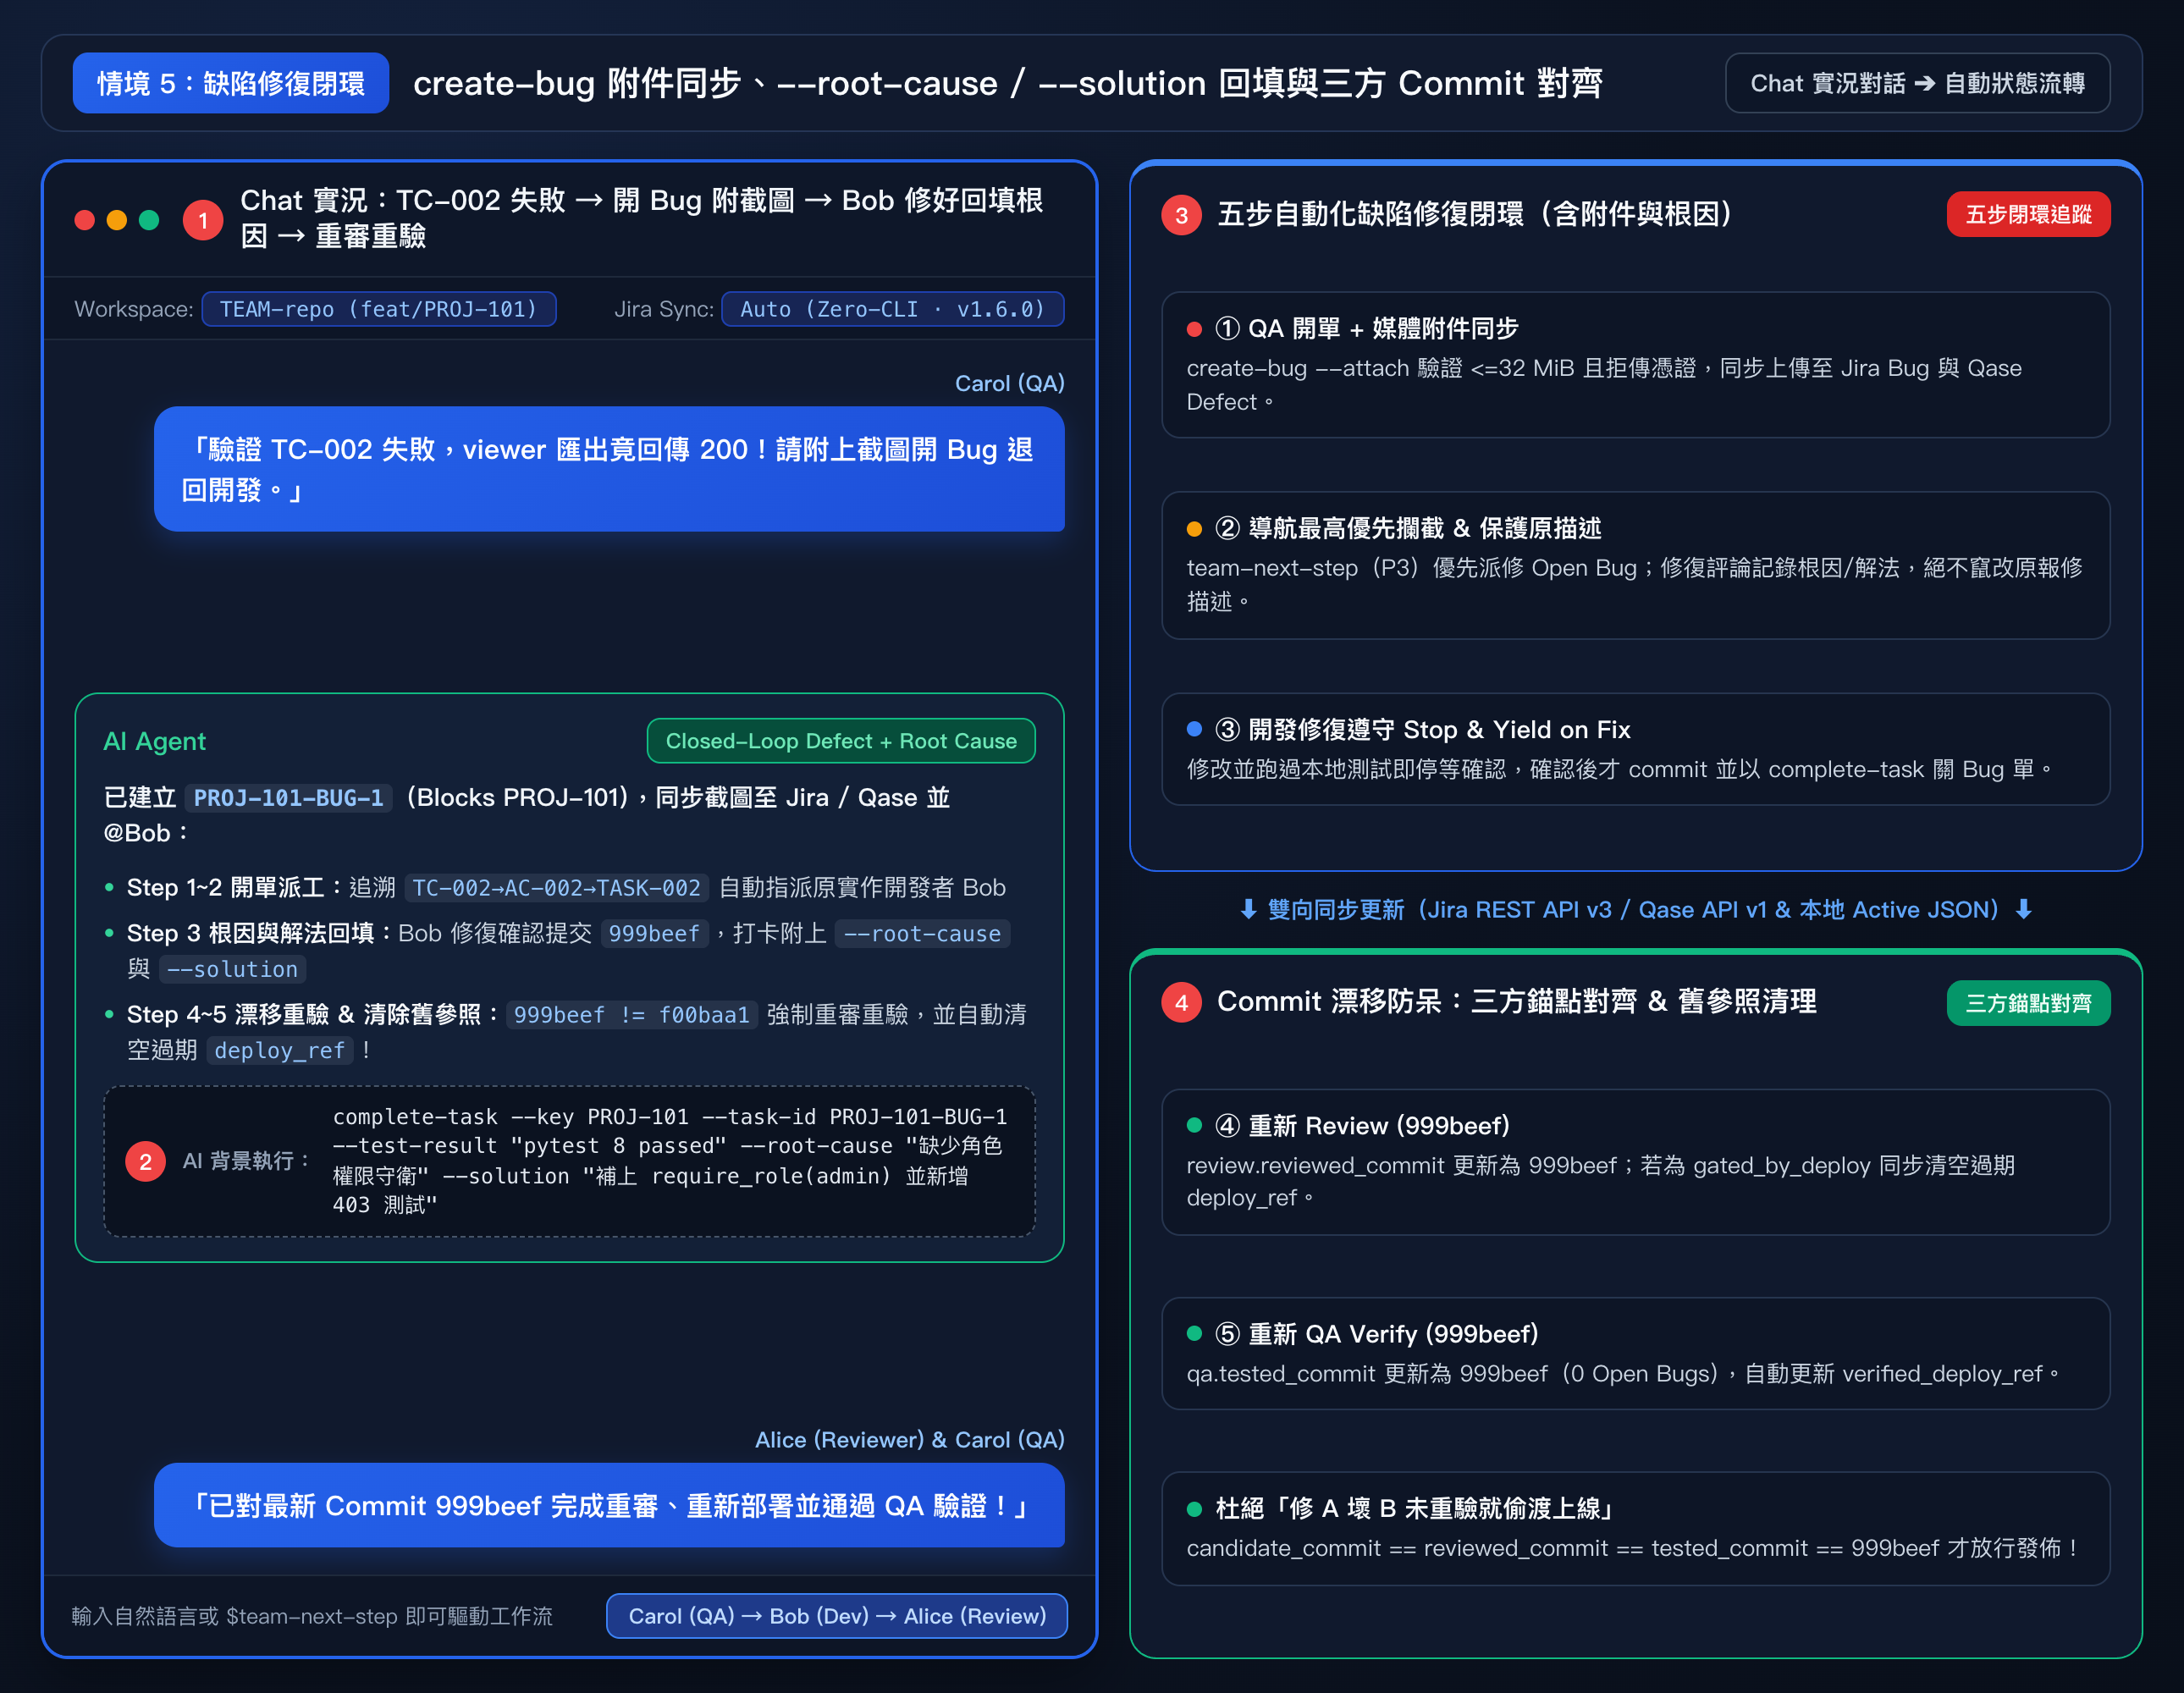 情境 5：缺陷修復閉環
create-bug 附件同步、--root-cause / --solution 回填與三方 Commit 對齊
Chat 實況對話 ➔ 自動狀態流轉
1
Chat 實況：TC-002 失敗 → 開 Bug 附截圖 → Bob 修好回填根
因 → 重審重驗
Workspace: TEAM-repo (feat/PROJ-101)
Jira Sync: Auto (Zero-CLI · v1.6.0)
Carol (QA)
「驗證 TC-002 失敗，viewer 匯出竟回傳 200！請附上截圖開 Bug 退
回開發。」
AI Agent
Closed-Loop Defect + Root Cause
已建立 PROJ-101-BUG-1 (Blocks PROJ-101)，同步截圖至 Jira / Qase 並
@Bob：
• Step 1~2 開單派工：追溯 TC-002→AC-002→TASK-002 自動指派原實作開發者 Bob
• Step 3 根因與解法回填：Bob 修復確認提交 999beef，打卡附上 --root-cause
與 --solution
• Step 4~5 漂移重驗 & 清除舊參照：999beef != f00baa1 強制重審重驗，並自動清
空過期 deploy_ref！
2
AI 背景執行：
complete-task --key PROJ-101 --task-id PROJ-101-BUG-1
--test-result "pytest 8 passed" --root-cause "缺少角色
權限守衛" --solution "補上 require_role(admin) 並新增
403 測試"
Alice (Reviewer) & Carol (QA)
「已對最新 Commit 999beef 完成重審、重新部署並通過 QA 驗證！」
輸入自然語言或 $team-next-step 即可驅動工作流
Carol (QA) → Bob (Dev) → Alice (Review)
3
五步自動化缺陷修復閉環（含附件與根因）
五步閉環追蹤
① QA 開單 + 媒體附件同步
create-bug --attach 驗證 <=32 MiB 且拒傳憑證，同步上傳至 Jira Bug 與 Qase
Defect。
② 導航最高優先攔截 & 保護原描述
team-next-step（P3）優先派修 Open Bug；修復評論記錄根因/解法，絕不竄改原報修
描述。
③ 開發修復遵守 Stop & Yield on Fix
修改並跑過本地測試即停等確認，確認後才 commit 並以 complete-task 關 Bug 單。
⬇ 雙向同步更新（Jira REST API v3 / Qase API v1 & 本地 Active JSON）⬇
4
Commit 漂移防呆：三方錨點對齊 & 舊參照清理
三方錨點對齊
④ 重新 Review (999beef)
review.reviewed_commit 更新為 999beef；若為 gated_by_deploy 同步清空過期
deploy_ref。
⑤ 重新 QA Verify (999beef)
qa.tested_commit 更新為 999beef（0 Open Bugs），自動更新 verified_deploy_ref。
杜絕「修 A 壞 B 未重驗就偷渡上線」
candidate_commit == reviewed_commit == tested_commit == 999beef 才放行發佈！